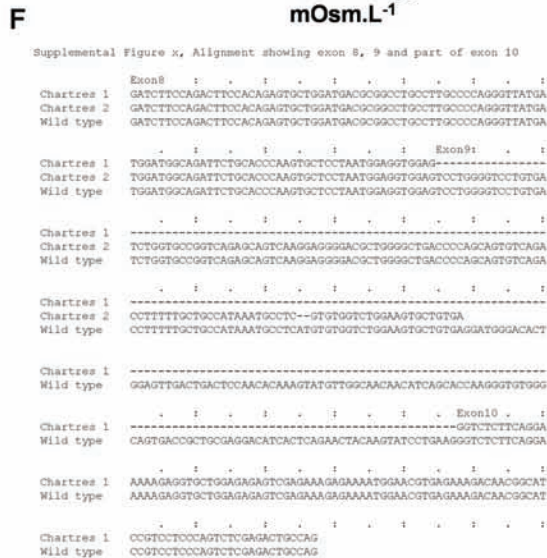 F
mOsm.L-1
Supplemental Figure x, Alignment showing exon 8, 9 and part of exon 10
Exon8 : . : . : . : . :
Chartres 1 GATCTTCCAGACTTCCACAGAGTGCTGGATGACGCGGCCTGCCTTGCCCCAGGGTTATGA
Chartres 2 GATCTTCCAGACTTCCACAGAGTGCTGGATGACGCGGCCTGCCTTGCCCCAGGGTTATGA
Wild type GATCTTCCAGACTTCCACAGAGTGCTGGATGACGCGGCCTGCCTTGCCCCAGGGTTATGA
. : . : . : . : Exon9: . :
Chartres 1 TGGATGGCAGATTCTGCACCCAAGTGCTCCTAATGGAGGTGGAG----------------
Chartres 2 TGGATGGCAGATTCTGCACCCAAGTGCTCCTAATGGAGGTGGAGTCCTGGGGTCCTGTGA
Wild type TGGATGGCAGATTCTGCACCCAAGTGCTCCTAATGGAGGTGGAGTCCTGGGGTCCTGTGA
. : . : . : . : . : . :
Chartres 1 ------------------------------------------------------------
Chartres 2 TCTGGTGCCGGTCAGAGCAGTCAAGGAGGGGACGCTGGGGCTGACCCCAGCAGTGTCAGA
Wild type TCTGGTGCCGGTCAGAGCAGTCAAGGAGGGGACGCTGGGGCTGACCCCAGCAGTGTCAGA
. : . : . : . : . : . :
Chartres 1 ------------------------------------------------------------
Chartres 2 CCTTTTTGCTGCCATAAATGCCTC--GTGTGGTCTGGAAGTGCTGTGA
Wild type CCTTTTTGCTGCCATAAATGCCTCATGTGTGGTCTGGAAGTGCTGTGAGGATGGGACACT
. : . : . : . : . : . :
Chartres 1 ------------------------------------------------------------
Wild type GGAGTTGACTGACTCCAACACAAAGTATGTTGGCAACAACATCAGCACCAAGGGTGTGGG
. : . : . : . : . Exon10 . :
Chartres 1 -----------------------------------------------GGTCTCTTCAGGA
Wild type CAGTGACCGCTGCGAGGACATCACTCAGAACTACAAGTATCCTGAAGGGTCTCTTCAGGA
. : . : . : . : . : . :
Chartres 1 AAAAGAGGTGCTGGAGAGAGTCGAGAAAGAGAAAATGGAACGTGAGAAAGACAACGGCAT
Wild type AAAAGAGGTGCTGGAGAGAGTCGAGAAAGAGAAAATGGAACGTGAGAAAGACAACGGCAT
. : . : . : . : . : . :
Chartres 1 CCGTCCTCCCAGTCTCGAGACTGCCAG
Wild type CCGTCCTCCCAGTCTCGAGACTGCCAG